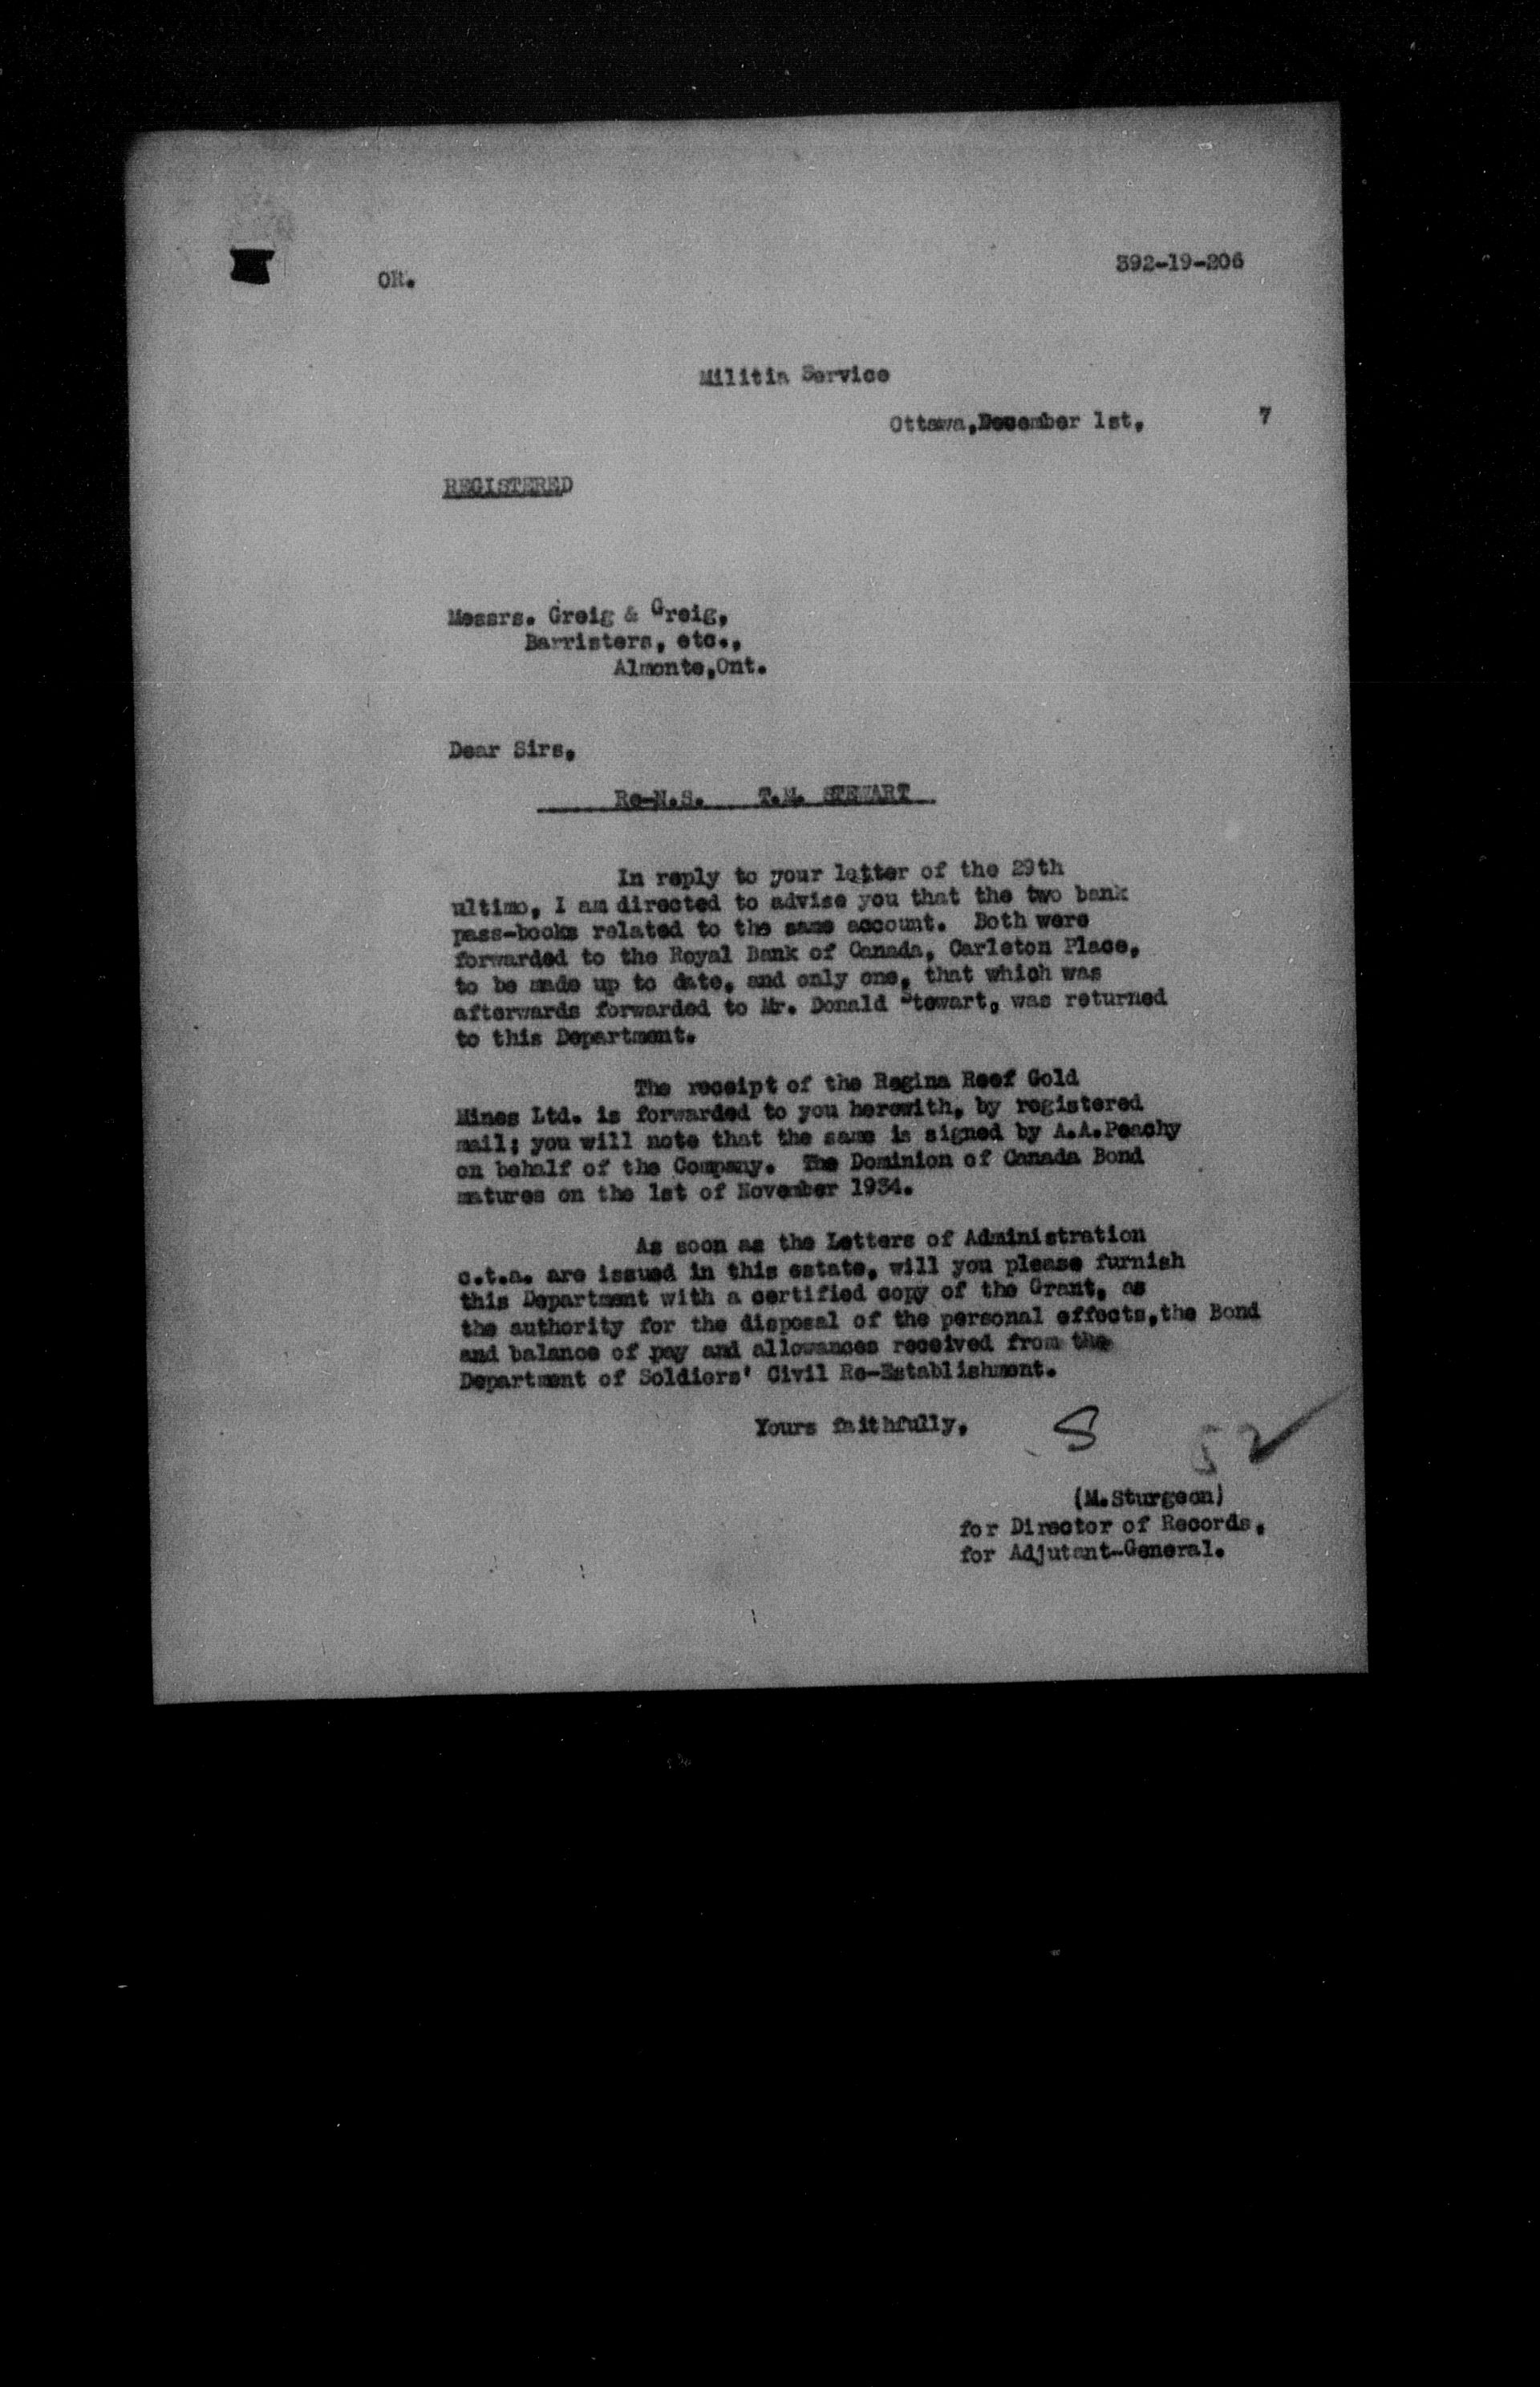 392-19-206
OR.
Militia Service
Ottawa,December 1st,     7
REGISTERED
Messrs. Greig & Greig,
Barristers, etc.,
Almonte,Ont.
Dear Sirs,
Re-N.S.   T.M. STEWART
In reply to your letter of the 29th
ultimo, I am directed to advise you that the two bank
pass-books related to the same account.  Both were
forwarded to the Royal Bank of Canada, Carleton Place,
to be made up to date, and only one, that which was
afterwards forwarded to Mr. Donald Stewart, was returned
to this Department.
The receipt of the Regina Reef Gold
Mines Ltd. is forwarded to you herewith, by registered
mail; you will note that the same is signed by A.A.Peachy
on behalf of the Company.  The Dominion of Canada Bond
matures on the 1st of November 1934.
As soon as the Letters of Administration
c.t.a. are issued in this estate, will you please furnish
this Department with a certified copy of the Grant, as
the authority for the disposal of the personal effects,the Bond
and balance of pay and allowances received from the
Department of Soldiers' Civil Re-Establishment.
Yours faithfully,
S
(M.Sturgeon)
for Director of Records,
for Adjutant-General.